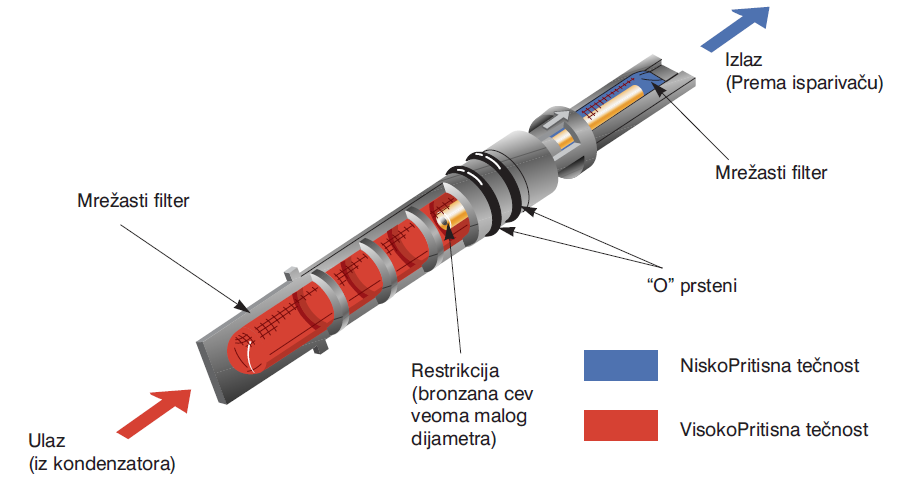 Izlaz
(Prema isparivaču)
Mrežasti filter
Mrežasti filter
“O” prsteni
Restrikcija
(bronzana cev
veoma malog
dijametra)
NiskoPritisna tečnost
VisokoPritisna tečnost
Ulaz
(iz kondenzatora)